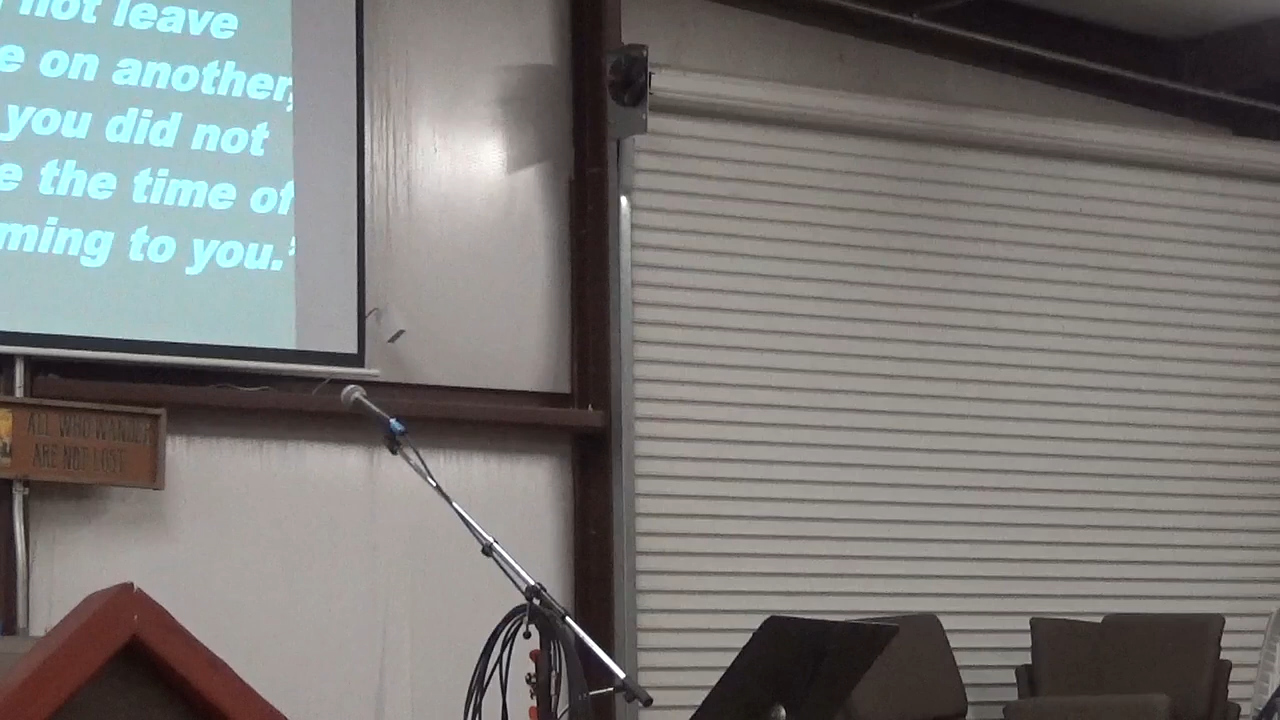 not leave
e on another,
you did not
e the time of
ming to you.'
ALL WHO WANDER
ARE NOT LOST